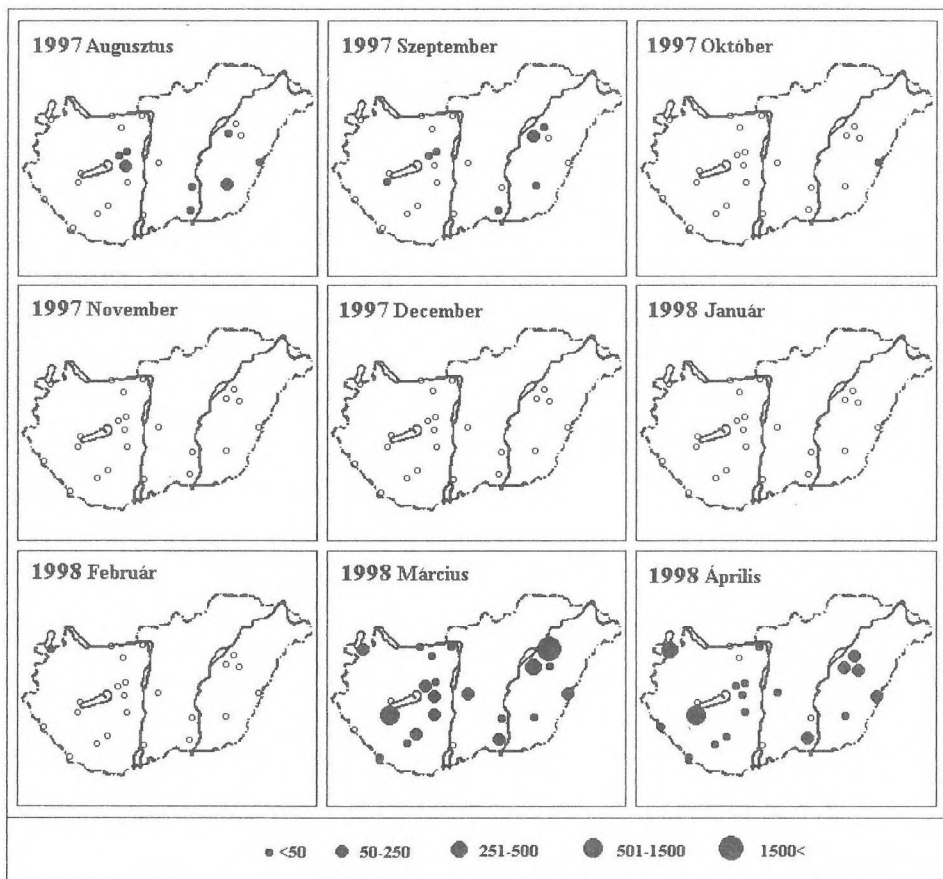 1997 Augusztus
1997 Szeptember
1997 Október
1997 November
1997 December
1998 Január
1998 Február
1998 Március
1998 Április
<50 50-250 251-500 501-1500 1500<